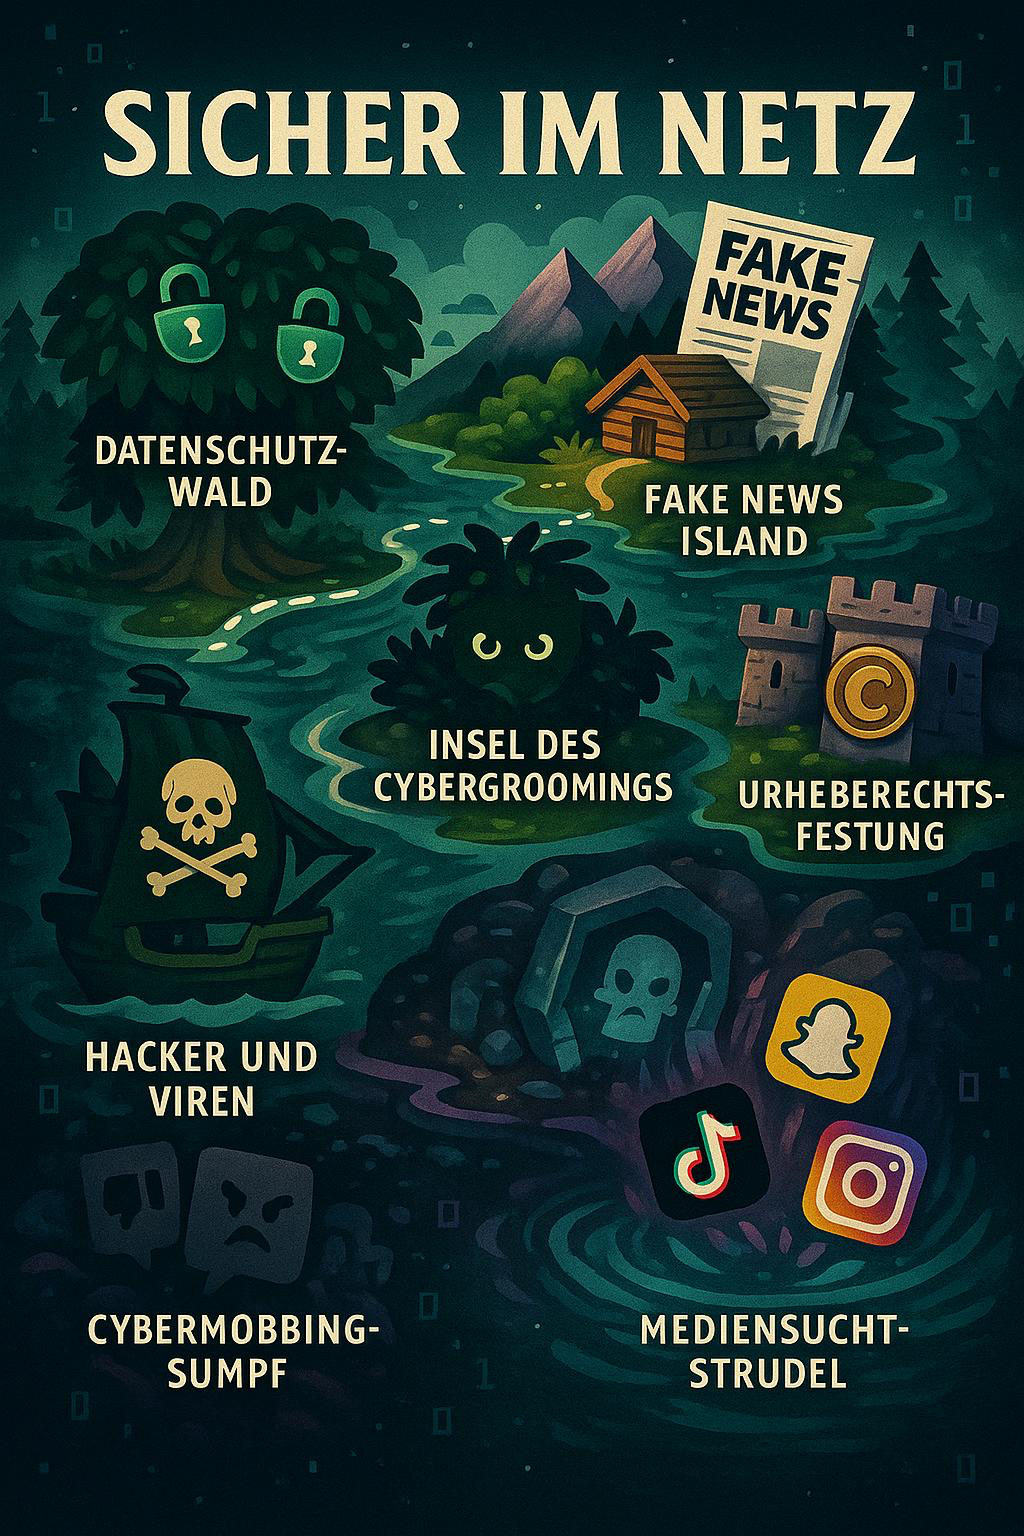 SICHER IM NETZ
FAKE
NEWS
DATENSCHUTZ-
WALD
FAKE NEWS
ISLAND
C
INSEL DES
CYBERGROOMINGS
URHEBERECHTS-
FESTUNG
HACKER UND
VIREN
CYBERMOBBING-
SUMPF
MEDIENSUCHT-
STRUDEL